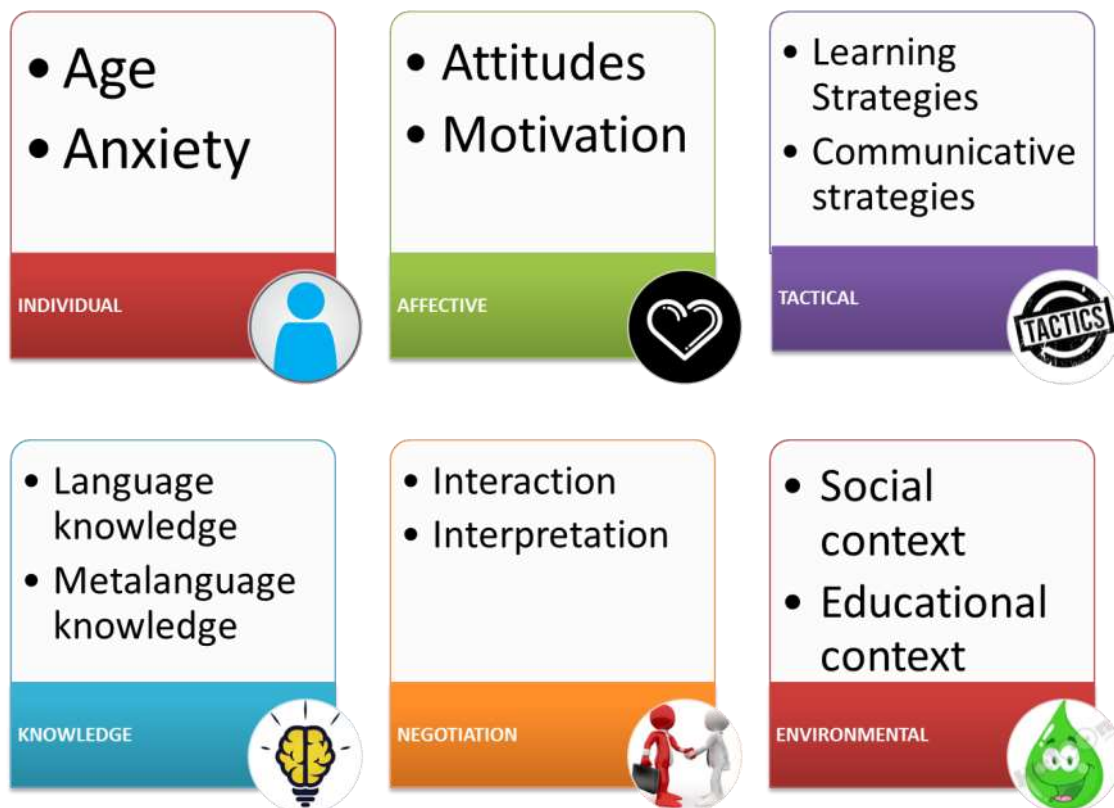 • Age
• Anxiety
INDIVIDUAL
• Attitudes
• Motivation
AFFECTIVE
• Learning
Strategies
• Communicative
strategies
TACTICAL
TACTICS
• Language
knowledge
• Metalanguage
knowledge
KNOWLEDGE
• Interaction
• Interpretation
NEGOTIATION
• Social
context
• Educational
context
ENVIRONMENTAL